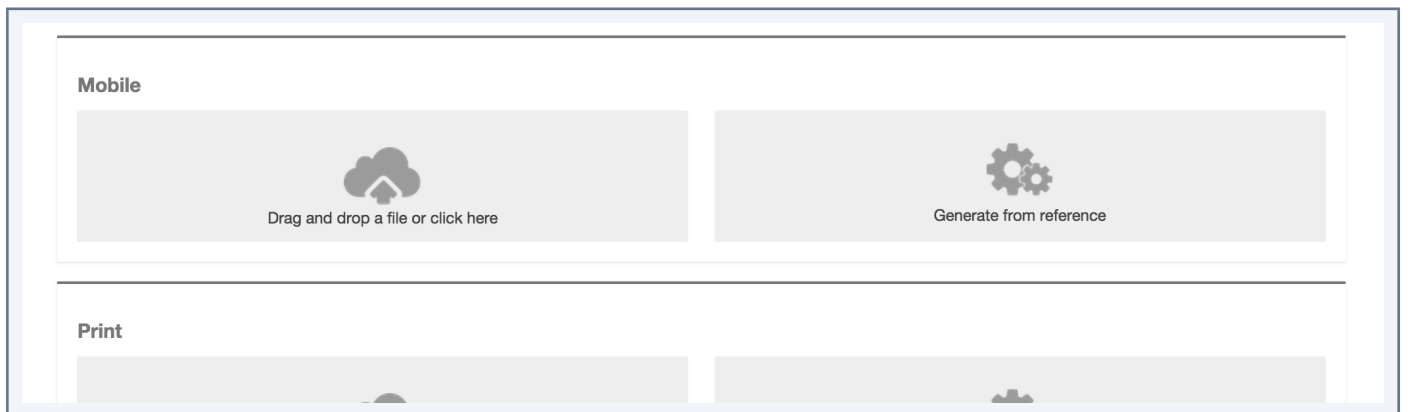 Mobile
Drag and drop a file or click here
Generate from reference
Print